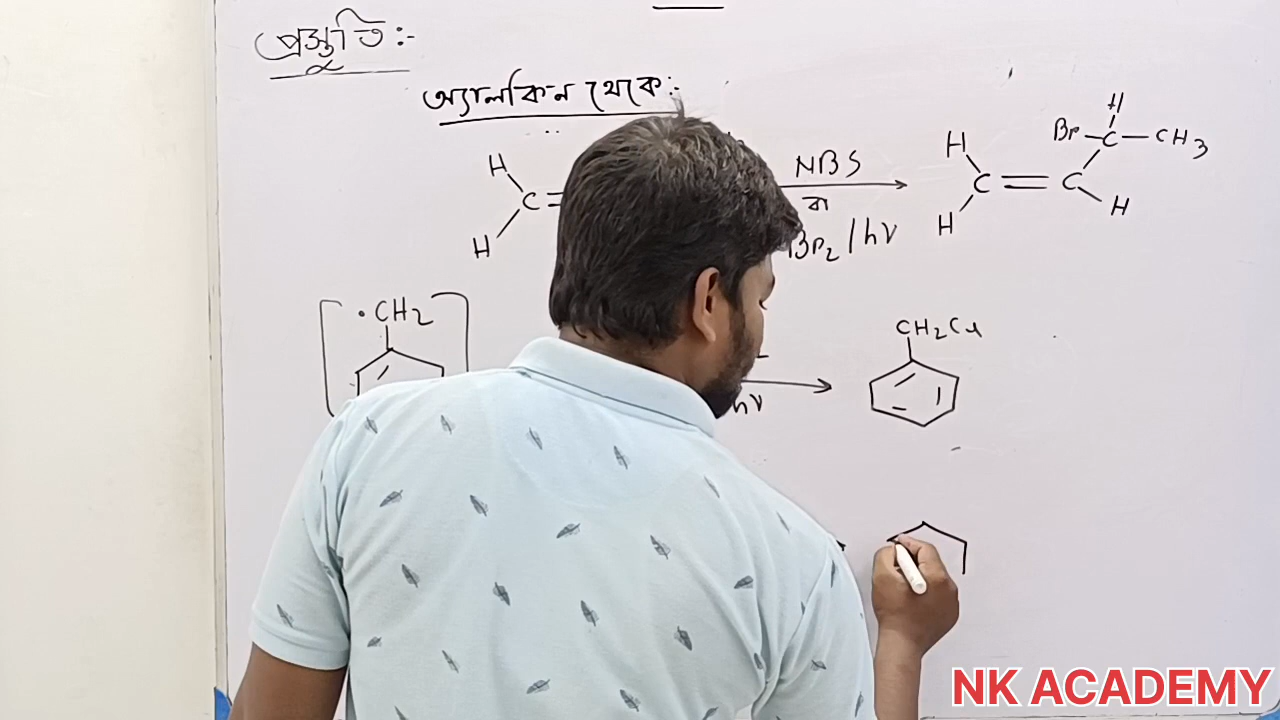 প্রস্তুতি :-
অ্যালকিন থেকে :-
H
H
C =
NBS
বা
Br₂ / hν
H
Br — C — CH₃
H
C = C
H
H
• CH₂
hν
CH₂Cl
NK ACADEMY